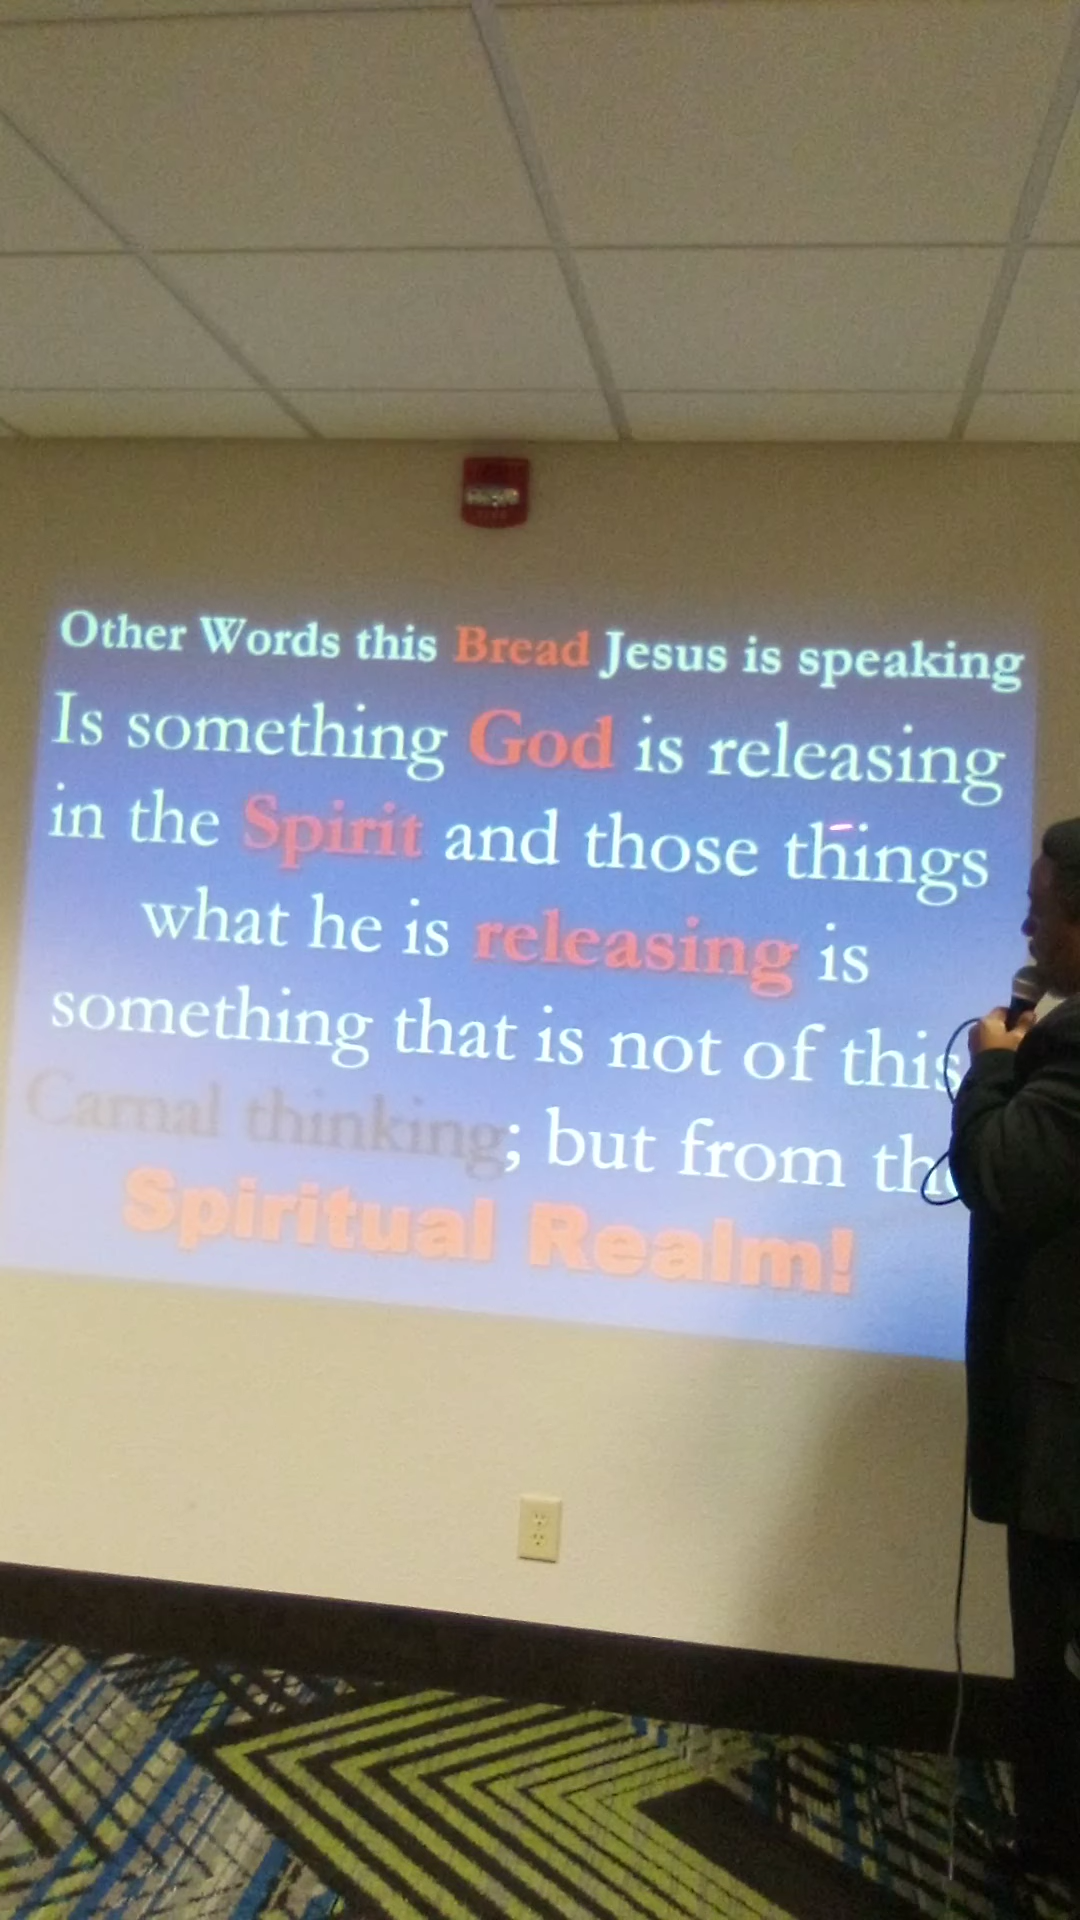 Other Words this Bread Jesus is speaking
Is something God is releasing
in the Spirit and those things
what he is releasing is
something that is not of this
Carnal thinking; but from the
Spiritual Realm!